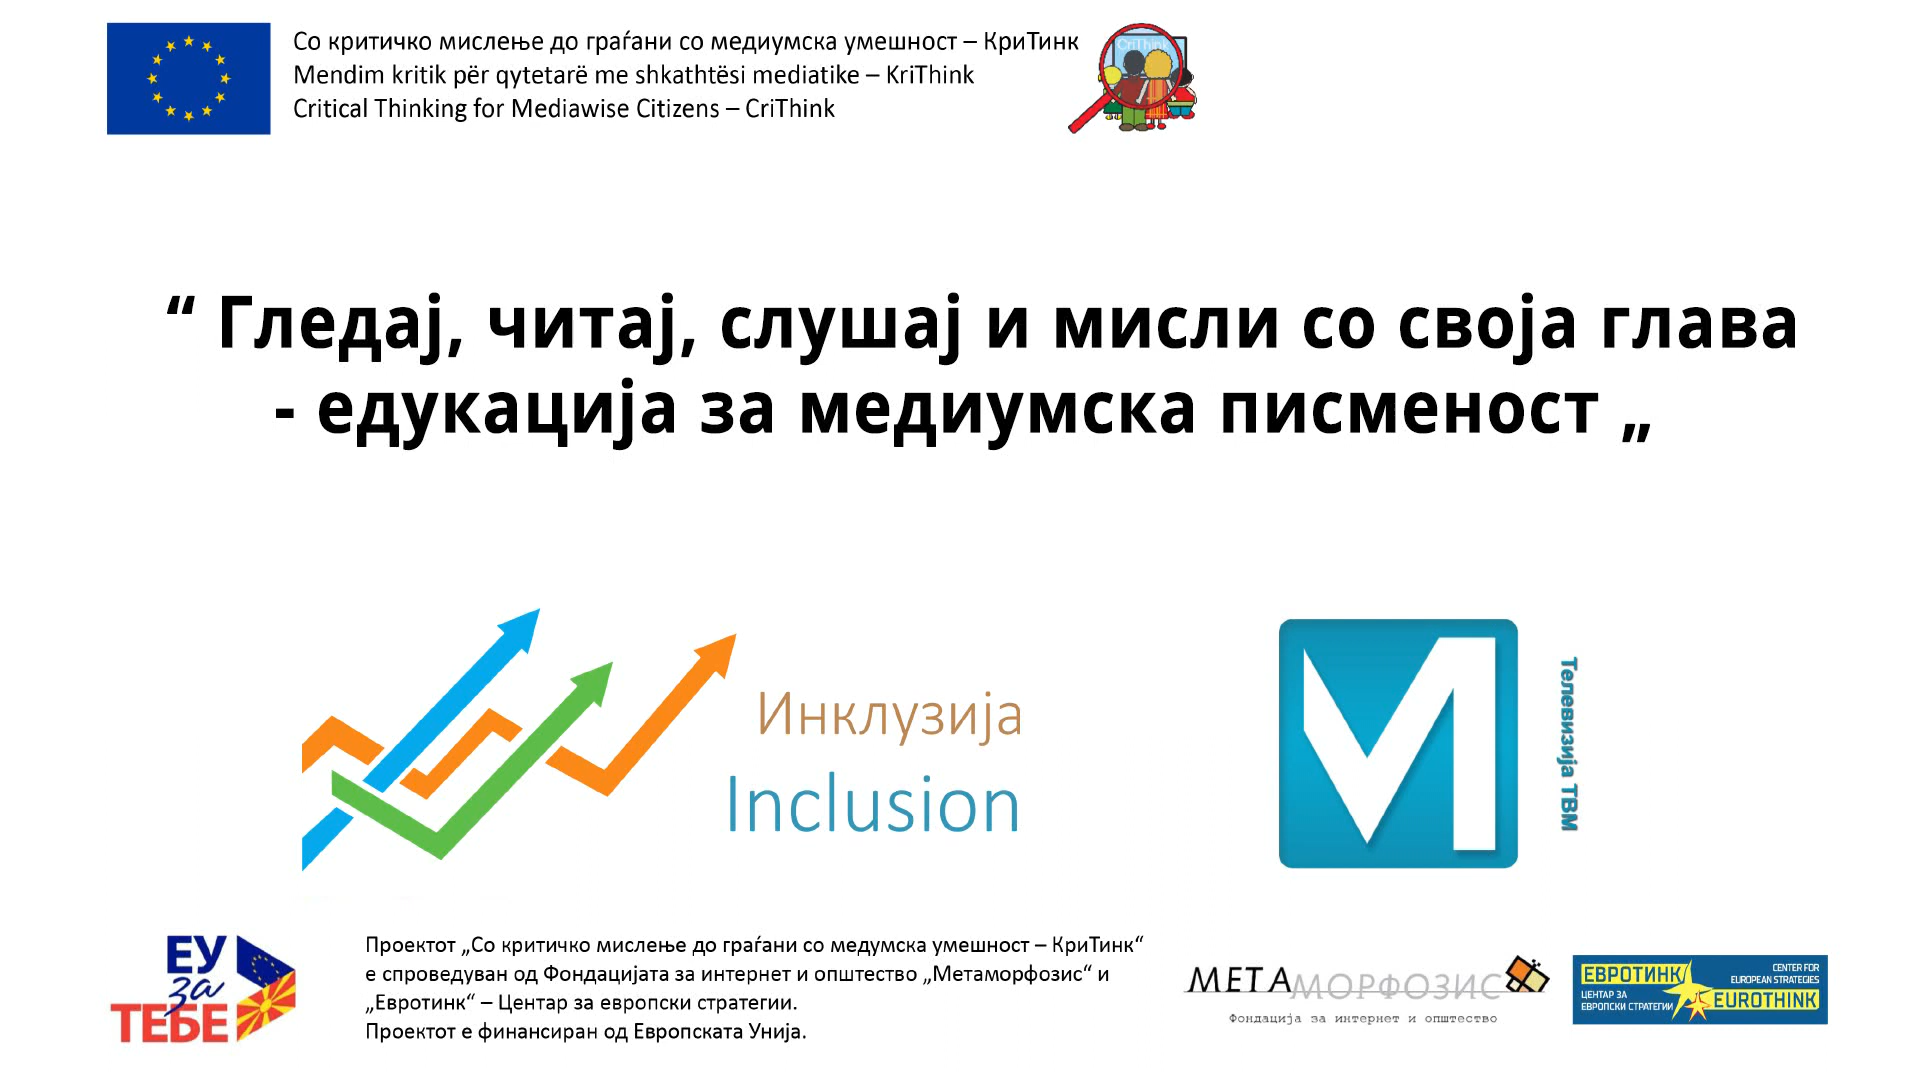 Со критичко мислење до граѓани со медиумска умешност – КриТинк
Mendim kritik për qytetarë me shkathtësi mediatike – KriThink
Critical Thinking for Mediawise Citizens – CriThink
CriThink
“ Гледај, читај, слушај и мисли со своја глава
- едукација за медиумска писменост „
Инклузија
Inclusion
Телевизија ТВМ
ЕУ
за
ТЕБЕ
Проектот „Со критичко мислење до граѓани со медумска умешност – КриТинк“
е спроведуван од Фондацијата за интернет и општество „Метаморфозис“ и
„Евротинк“ – Центар за европски стратегии.
Проектот е финансиран од Европската Унија.
МЕТАМОРФОЗИС
Фондација за интернет и општество
ЕВРОТИНК
ЦЕНТАР ЗА
ЕВРОПСКИ СТРАТЕГИИ
CENTER FOR
EUROPEAN STRATEGIES
EUROTHINK